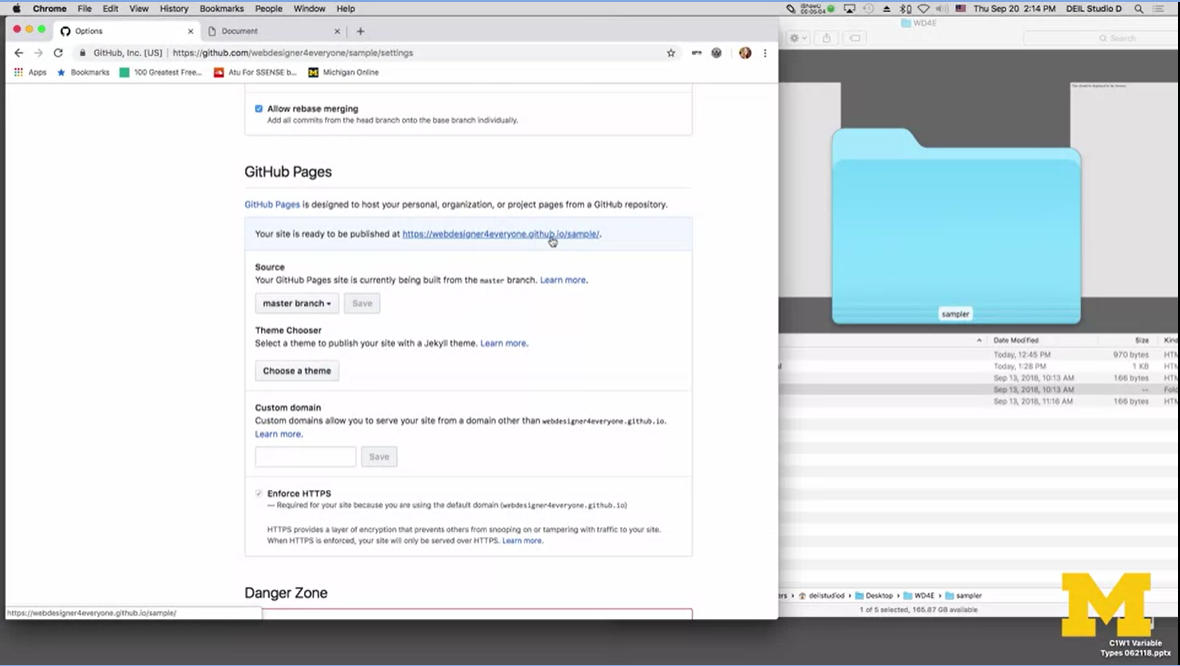 Chrome File Edit View History Bookmarks People Window Help
Thu Sep 20 2:14 PM DEIL Studio D
Options
Document
WD4E
Search
GitHub, Inc. [US] https://github.com/webdesigner4everyone/sample/settings
Apps Bookmarks 100 Greatest Free... Atu For SSENSE b... Michigan Online
Allow rebase merging
Add all commits from the head branch onto the base branch individually.
GitHub Pages
GitHub Pages is designed to host your personal, organization, or project pages from a GitHub repository.
Your site is ready to be published at https://webdesigner4everyone.github.io/sample/.
Source
Your GitHub Pages site is currently being built from the master branch. Learn more.
master branch Save
Theme Chooser
Select a theme to publish your site with a Jekyll theme. Learn more.
Choose a theme
Custom domain
Custom domains allow you to serve your site from a domain other than webdesigner4everyone.github.io.
Learn more.
Save
Enforce HTTPS
— Required for your site because you are using the default domain (webdesigner4everyone.github.io)
HTTPS provides a layer of encryption that prevents others from snooping on or tampering with traffic to your site.
When HTTPS is enforced, your site will only be served over HTTPS. Learn more.
Danger Zone
https://webdesigner4everyone.github.io/sample/
sampler
Date Modified Size
Today, 12:45 PM 970 bytes
Today, 1:28 PM 1 KB
Sep 13, 2018, 10:13 AM 166 bytes
Sep 13, 2018, 10:13 AM --
Sep 13, 2018, 11:16 AM 166 bytes
deilstudiod Desktop WD4E sampler
1 of 5 selected, 165.87 GB available
M
C1W1 Variable
Types 062118.pptx